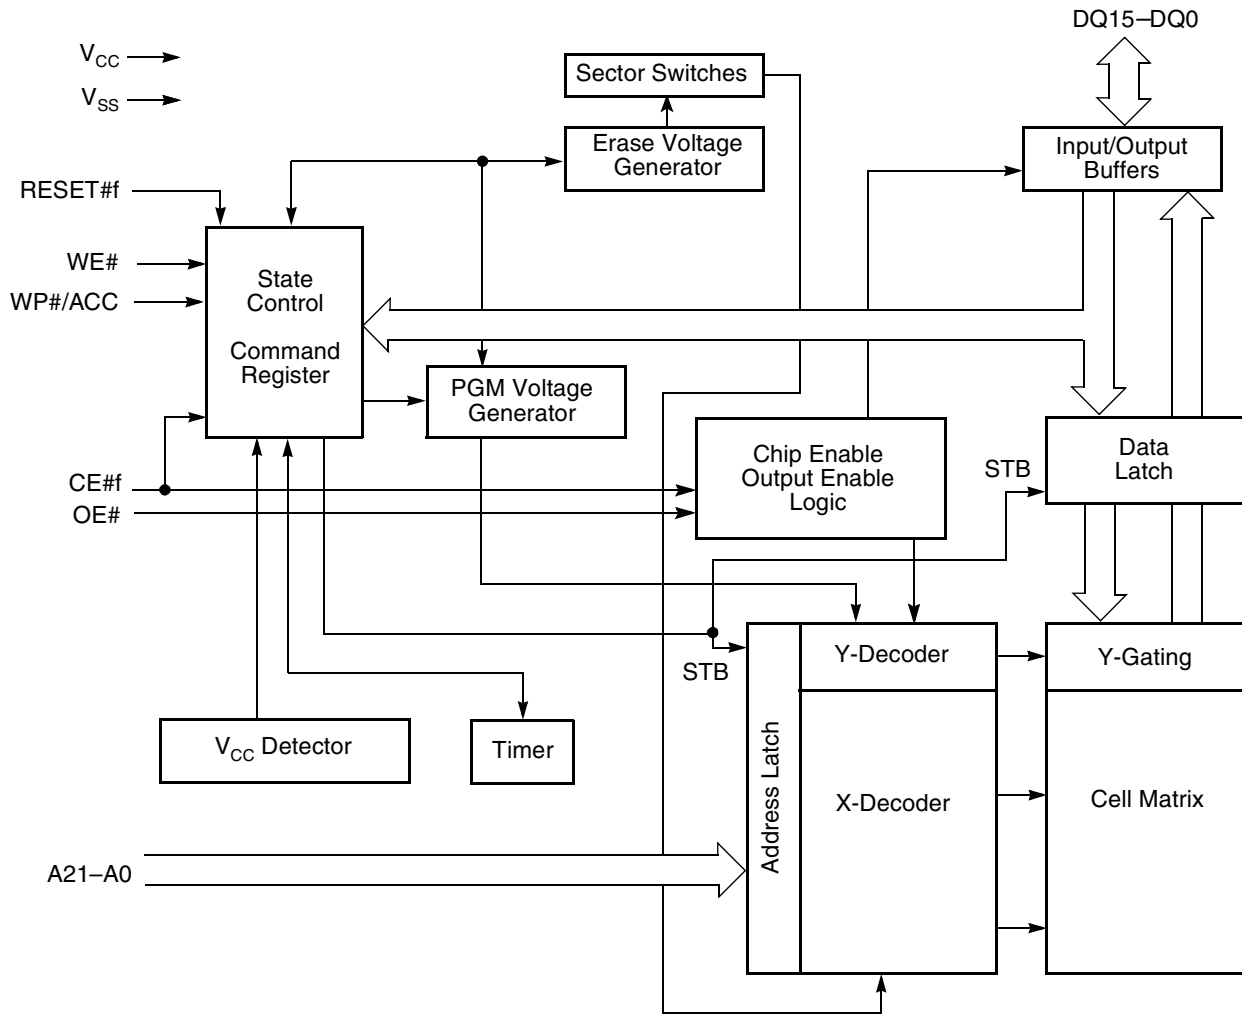 DQ15–DQ0
VCC
VSS
Sector Switches
Erase Voltage
Generator
Input/Output
Buffers
RESET#f
WE#
WP#/ACC
State
Control
Command
Register
PGM Voltage
Generator
Chip Enable
Output Enable
Logic
Data
Latch
STB
CE#f
OE#
STB
Y-Decoder
Y-Gating
VCC Detector
Timer
Address Latch
X-Decoder
Cell Matrix
A21–A0